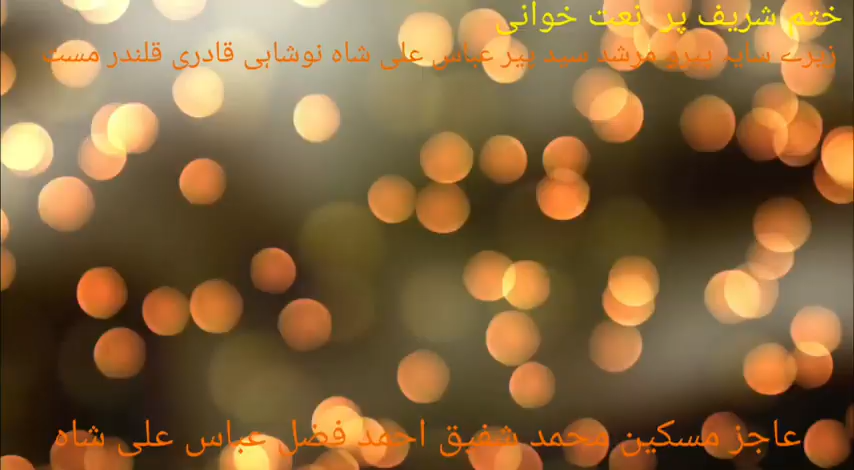 ختم شریف پر نعت خوانی
زیرے سایہ پیرو مرشد سید پیر عباس علی شاہ نوشاہی قادری قلندر مست
عاجز مسکین محمد شفیق احمد فضل عباس علی شاہ